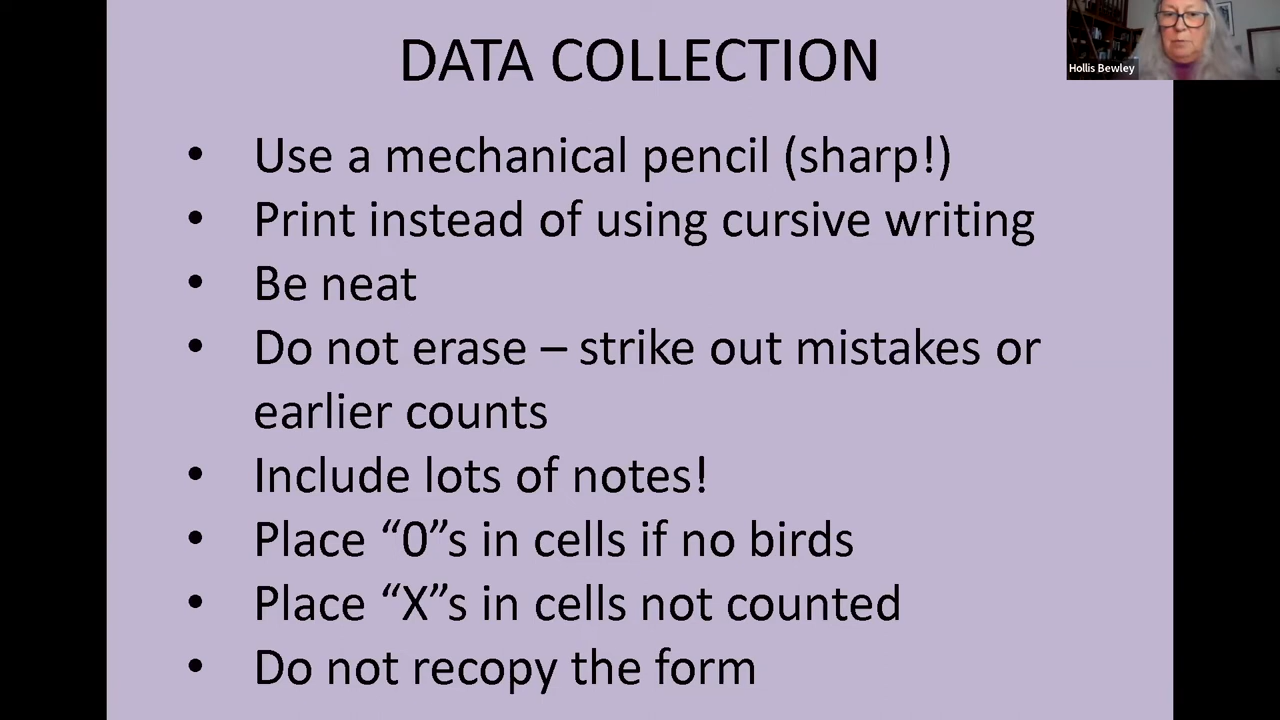 DATA COLLECTION
Hollis Bewley
• Use a mechanical pencil (sharp!)
• Print instead of using cursive writing
• Be neat
• Do not erase – strike out mistakes or
earlier counts
• Include lots of notes!
• Place “0”s in cells if no birds
• Place “X”s in cells not counted
• Do not recopy the form